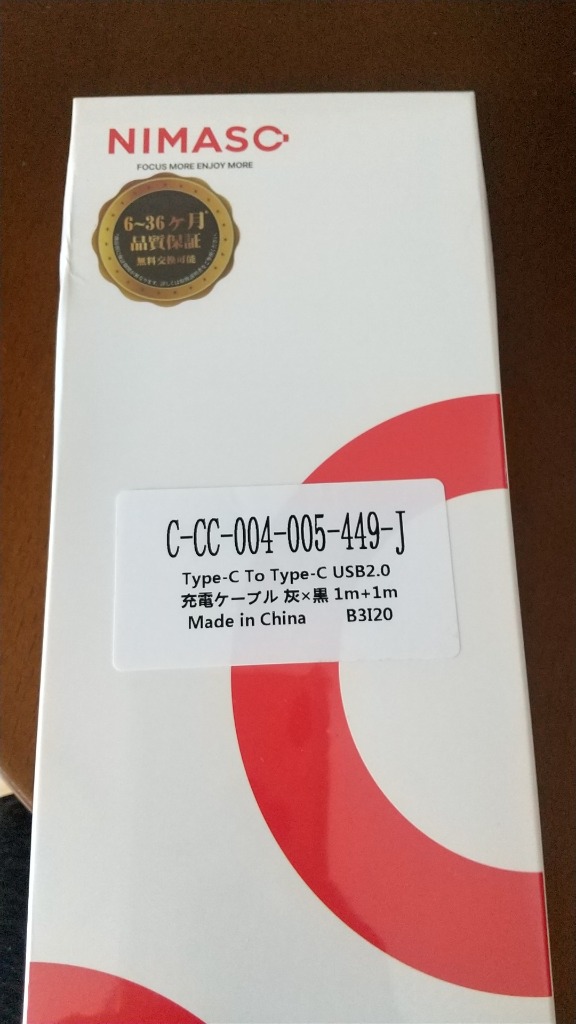 NIMASO
FOCUS MORE ENJOY MORE
6~36ヶ月*
品質保証
無料交換可能
C-CC-004-005-449-J
Type-C To Type-C USB2.0
充電ケーブル 灰×黒 1m+1m
Made in China B3I20